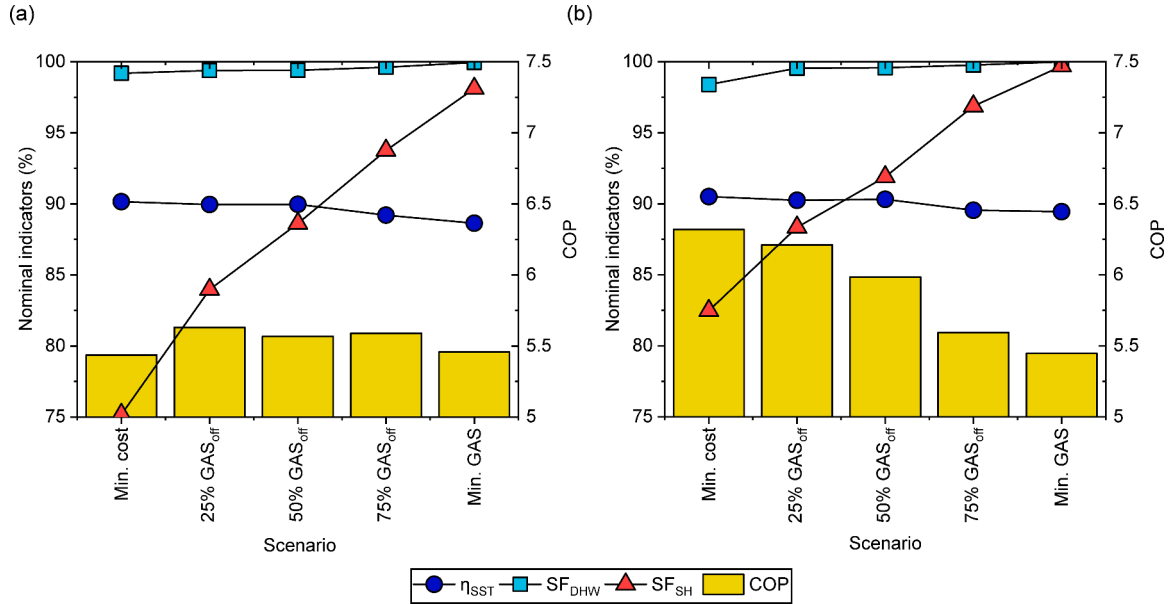 (a)
100
95
90
85
80
75
Nominal indicators (%)
7.5
7
6.5
6
5.5
5
COP
Min. cost
25% GASoff
50% GASoff
75% GASoff
Min. GAS
Scenario
(b)
100
95
90
85
80
75
Nominal indicators (%)
7.5
7
6.5
6
5.5
5
COP
Min. cost
25% GASoff
50% GASoff
75% GASoff
Min. GAS
Scenario
ηSST SFDHW SFSH COP